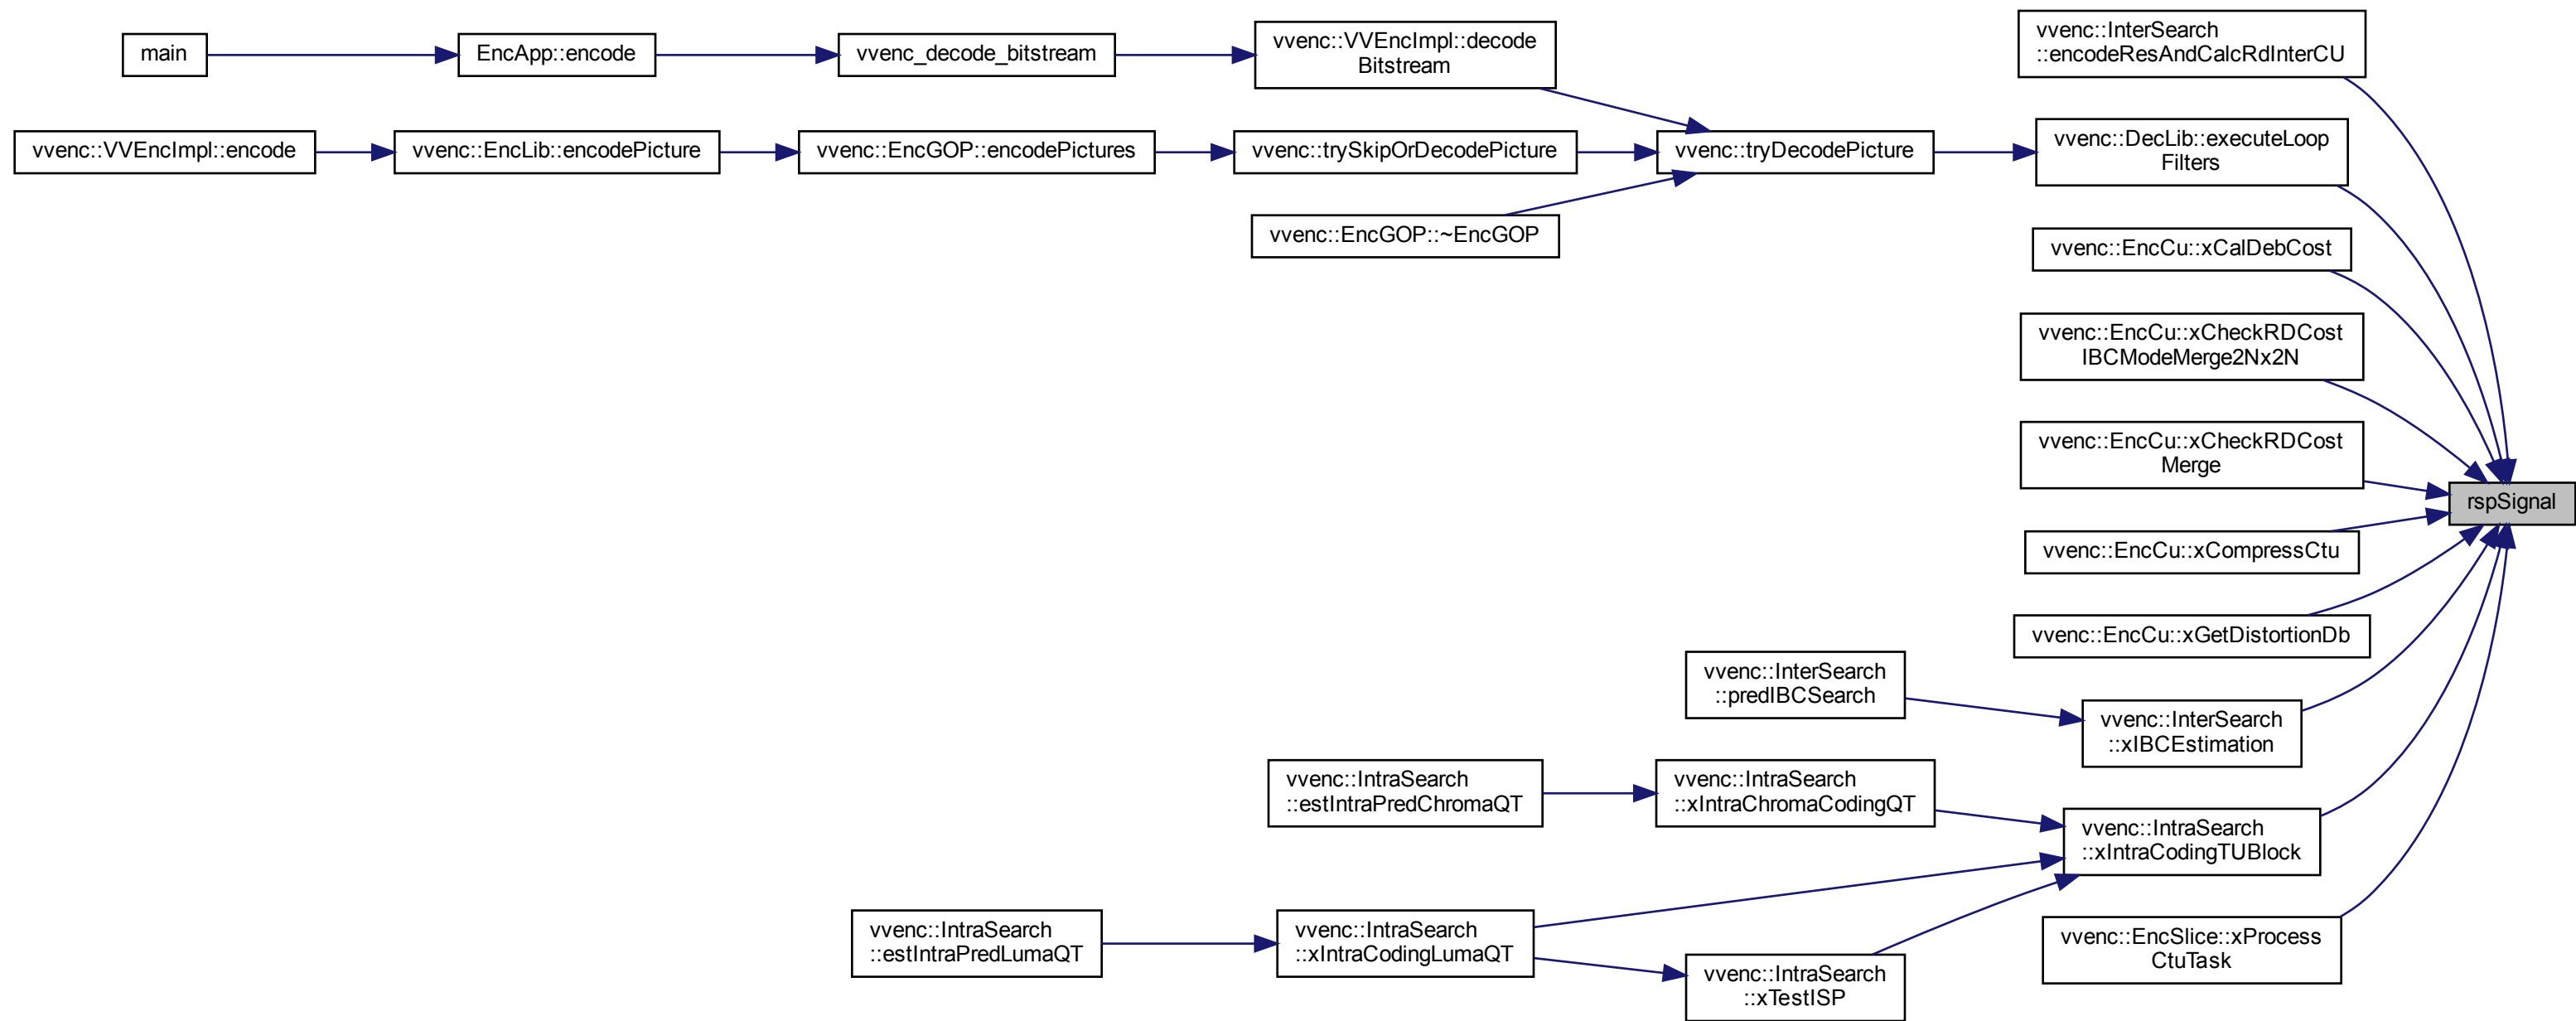 main
EncApp::encode
vvenc_decode_bitstream
vvenc::VVEncImpl::decode
Bitstream
vvenc::InterSearch
::encodeResAndCalcRdInterCU
vvenc::VVEncImpl::encode
vvenc::EncLib::encodePicture
vvenc::EncGOP::encodePictures
vvenc::trySkipOrDecodePicture
vvenc::tryDecodePicture
vvenc::DecLib::executeLoop
Filters
vvenc::EncGOP::~EncGOP
vvenc::EncCu::xCalDebCost
vvenc::EncCu::xCheckRDCost
IBCModeMerge2Nx2N
vvenc::EncCu::xCheckRDCost
Merge
rspSignal
vvenc::EncCu::xCompressCtu
vvenc::EncCu::xGetDistortionDb
vvenc::InterSearch
::predIBCSearch
vvenc::InterSearch
::xIBCEstimation
vvenc::IntraSearch
::estIntraPredChromaQT
vvenc::IntraSearch
::xIntraChromaCodingQT
vvenc::IntraSearch
::xIntraCodingTUBlock
vvenc::IntraSearch
::estIntraPredLumaQT
vvenc::IntraSearch
::xIntraCodingLumaQT
vvenc::IntraSearch
::xTestISP
vvenc::EncSlice::xProcess
CtuTask